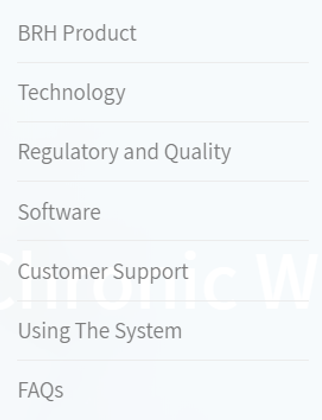 BRH Product
Technology
Regulatory and Quality
Software
Customer Support
Chronic W
Using The System
FAQs